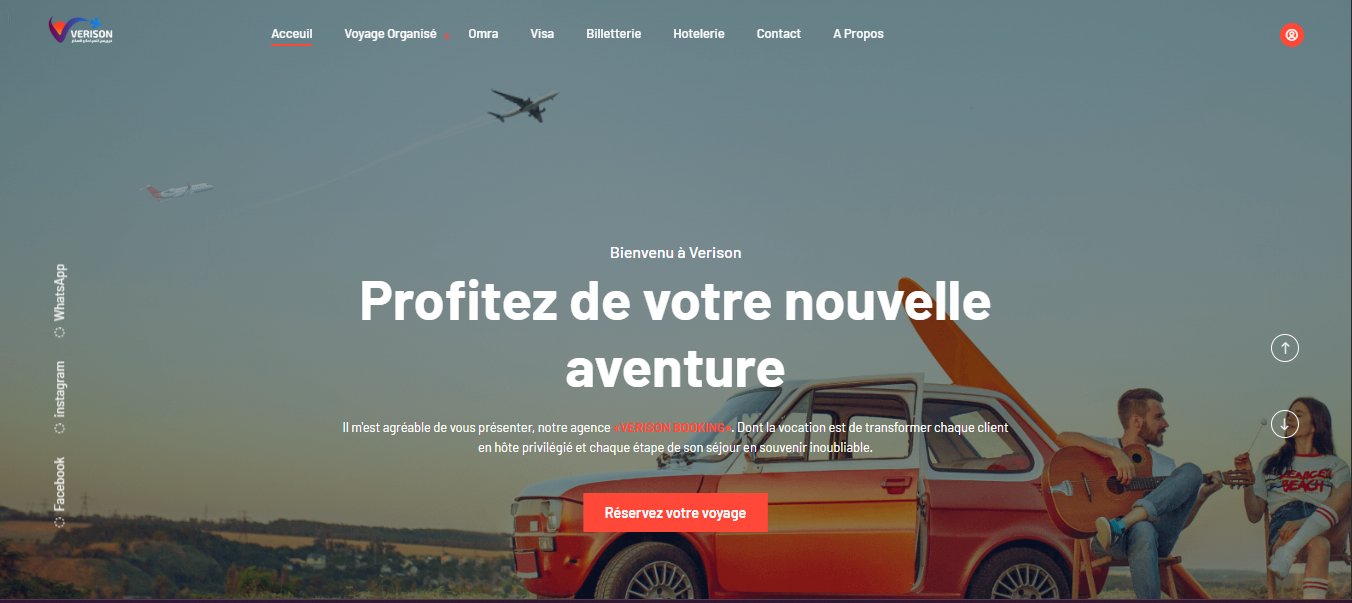 VERISON
Acceuil
Voyage Organisé
Omra
Visa
Billetterie
Hotelerie
Contact
A Propos
WhatsApp
instagram
Facebook
Bienvenu à Verison
Profitez de votre nouvelle
aventure
Il m'est agréable de vous présenter, notre agence «VERISON BOOKING». Dont la vocation est de transformer chaque client
en hôte privilégié et chaque étape de son séjour en souvenir inoubliable.
Réservez votre voyage
VENICE
BEACH